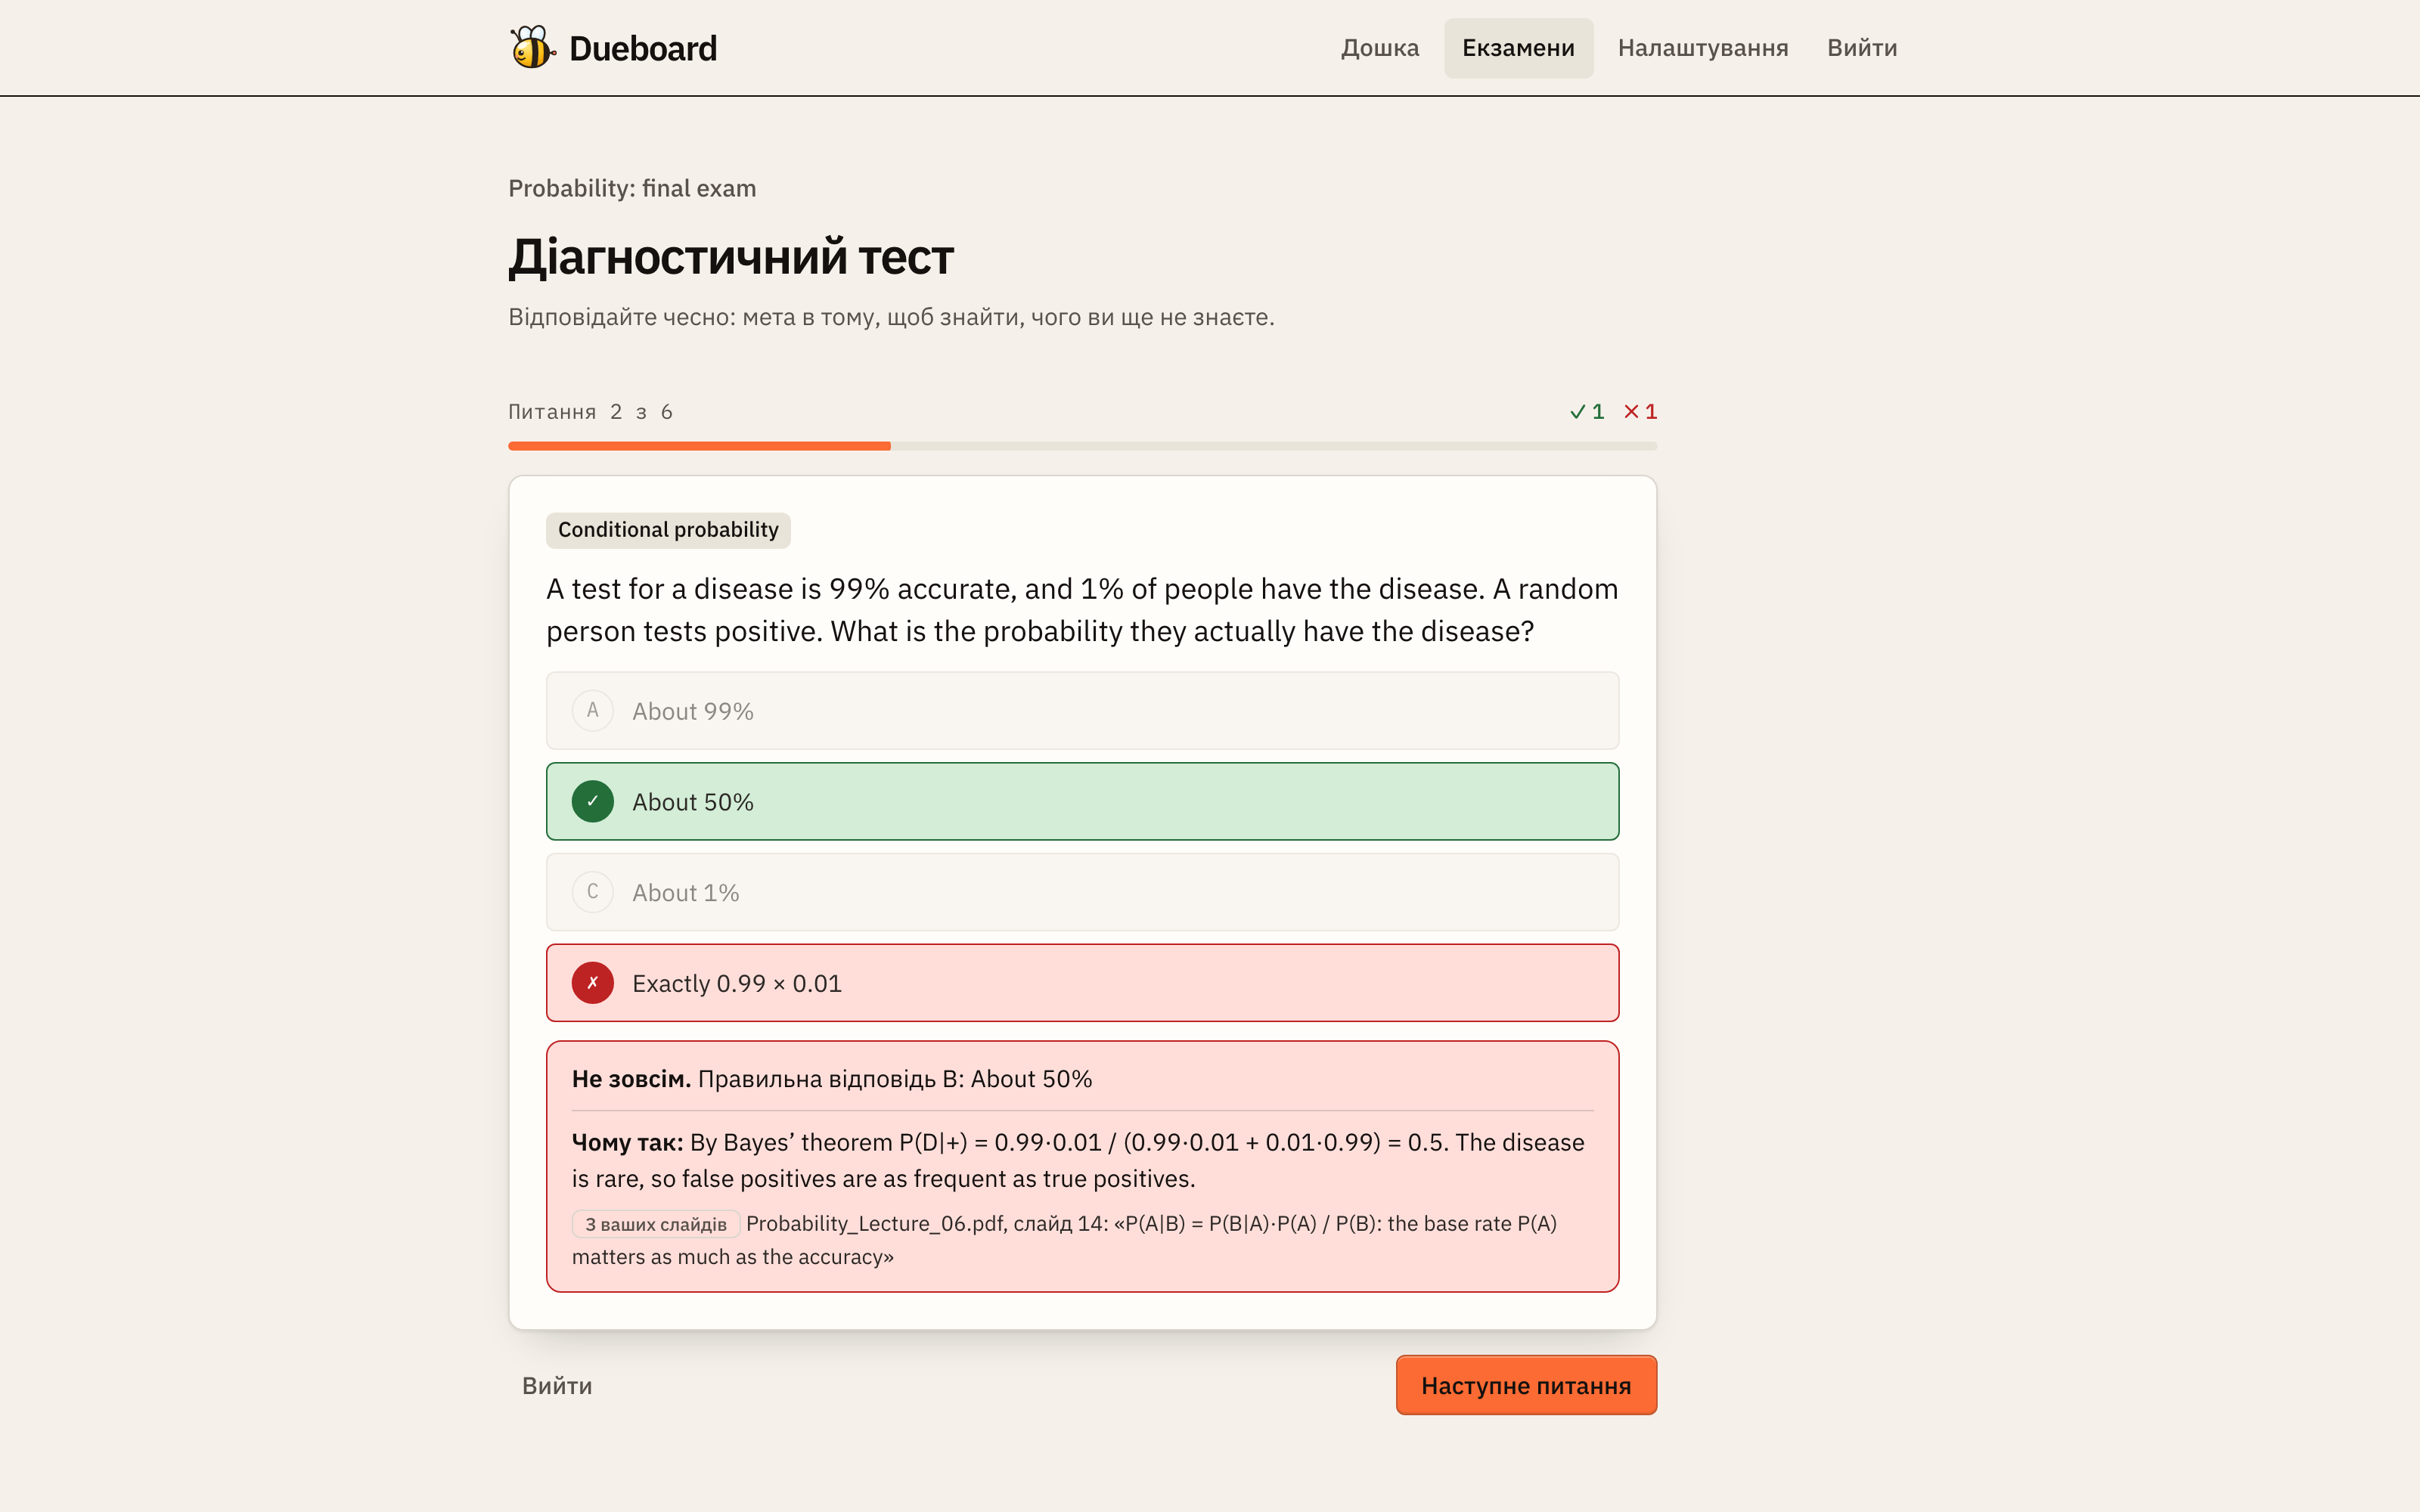 Dueboard
Дошка
Екзамени
Налаштування
Вийти
Probability: final exam
Діагностичний тест
Відповідайте чесно: мета в тому, щоб знайти, чого ви ще не знаєте.
Питання 2 з 6
✓ 1 ✕ 1
Conditional probability
A test for a disease is 99% accurate, and 1% of people have the disease. A random
person tests positive. What is the probability they actually have the disease?
A About 99%
✓ About 50%
C About 1%
✗ Exactly 0.99 × 0.01
Не зовсім. Правильна відповідь B: About 50%
Чому так: By Bayes’ theorem P(D|+) = 0.99·0.01 / (0.99·0.01 + 0.01·0.99) = 0.5. The disease
is rare, so false positives are as frequent as true positives.
З ваших слайдів Probability_Lecture_06.pdf, слайд 14: «P(A|B) = P(B|A)·P(A) / P(B): the base rate P(A)
matters as much as the accuracy»
Вийти
Наступне питання